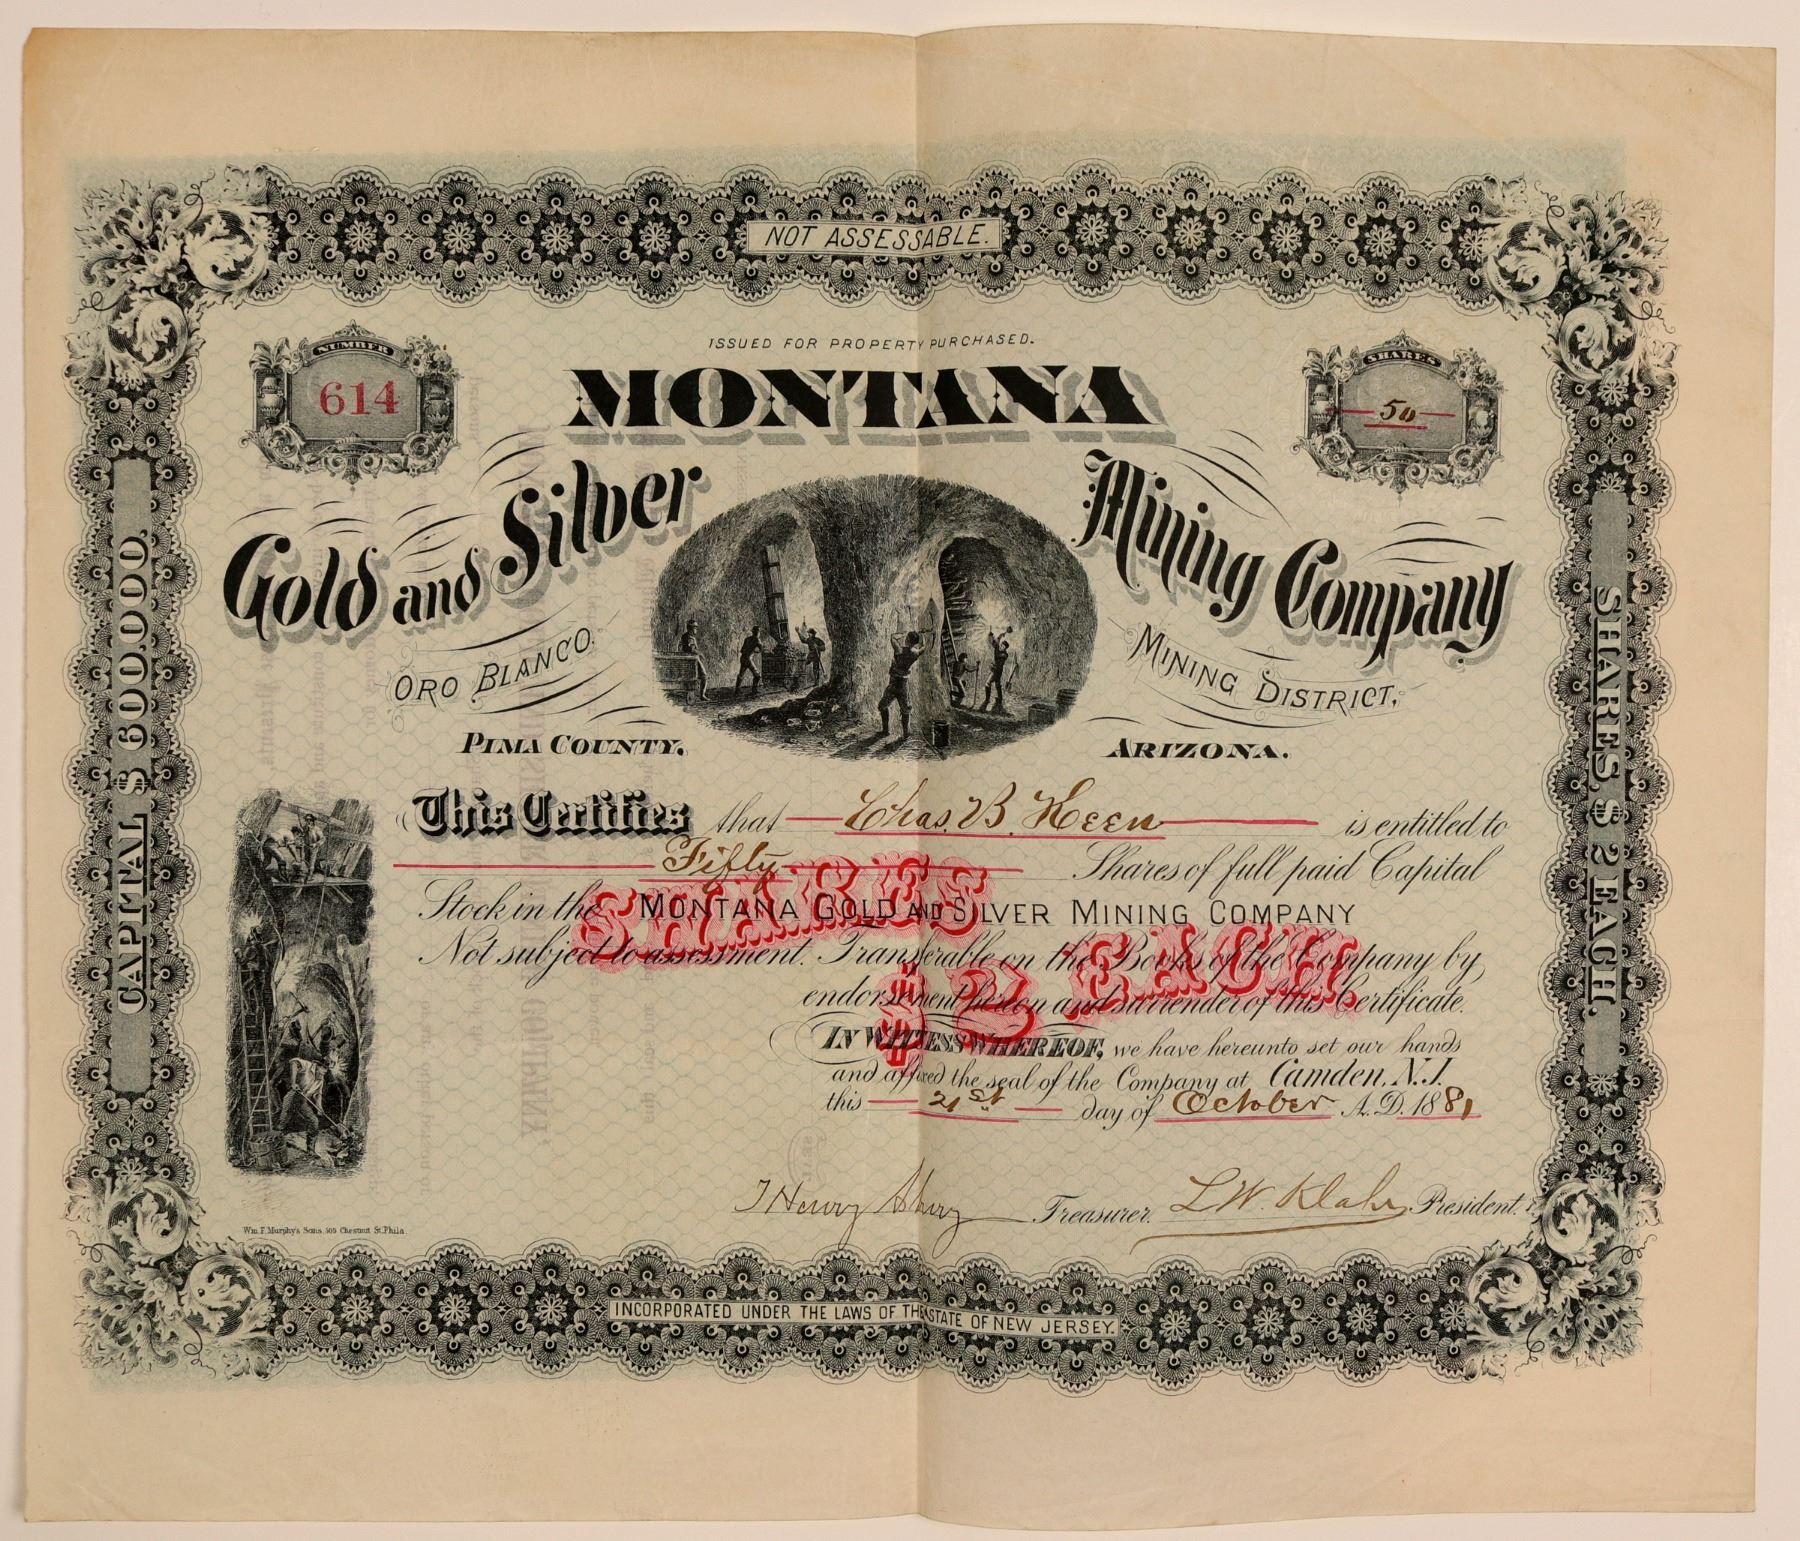 NOT ASSESSABLE.
ISSUED FOR PROPERTY PURCHASED.
NUMBER
614
SHARES
50
MONTANA
Gold and Silver Mining Company
ORO BLANCO. MINING DISTRICT,
PIMA COUNTY. ARIZONA.
CAPITAL $600.000.
SHARES, $2 EACH.
This Certifies that Chas. B. Keen is entitled to
Fifty Shares of full paid Capital
Stock in the MONTANA GOLD AND SILVER MINING COMPANY
Not subject to assessment. Transferable on the Books of the Company by
endorsement hereon and surrender of this Certificate.
SHARES
$2 EACH
IN WITNESS WHEREOF, we have hereunto set our hands
and affixed the seal of the Company at Camden, N.J.
this 21st day of October A.D. 1881
Henry Treasurer. L.W. Klahr President.
Wm. F. Murphy's Sons. 509 Chestnut St. Phila.
INCORPORATED UNDER THE LAWS OF THE STATE OF NEW JERSEY.